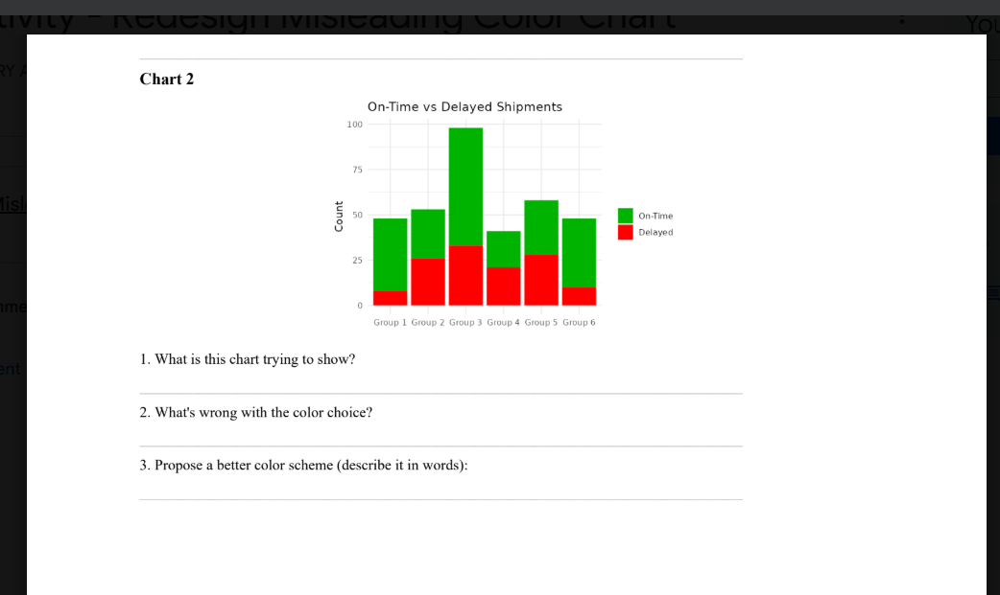 tivity - Redesign Misleading Color Chart
You
RY A
Chart 2
On-Time vs Delayed Shipments
100
75
50
25
0
Count
On-Time
Delayed
Group 1 Group 2 Group 3 Group 4 Group 5 Group 6
1. What is this chart trying to show?
2. What's wrong with the color choice?
3. Propose a better color scheme (describe it in words):